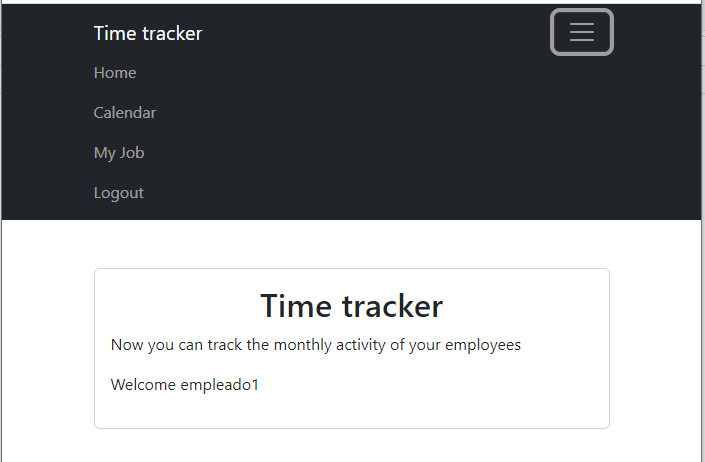 Time tracker
Home
Calendar
My Job
Logout
Time tracker
Now you can track the monthly activity of your employees
Welcome empleado1